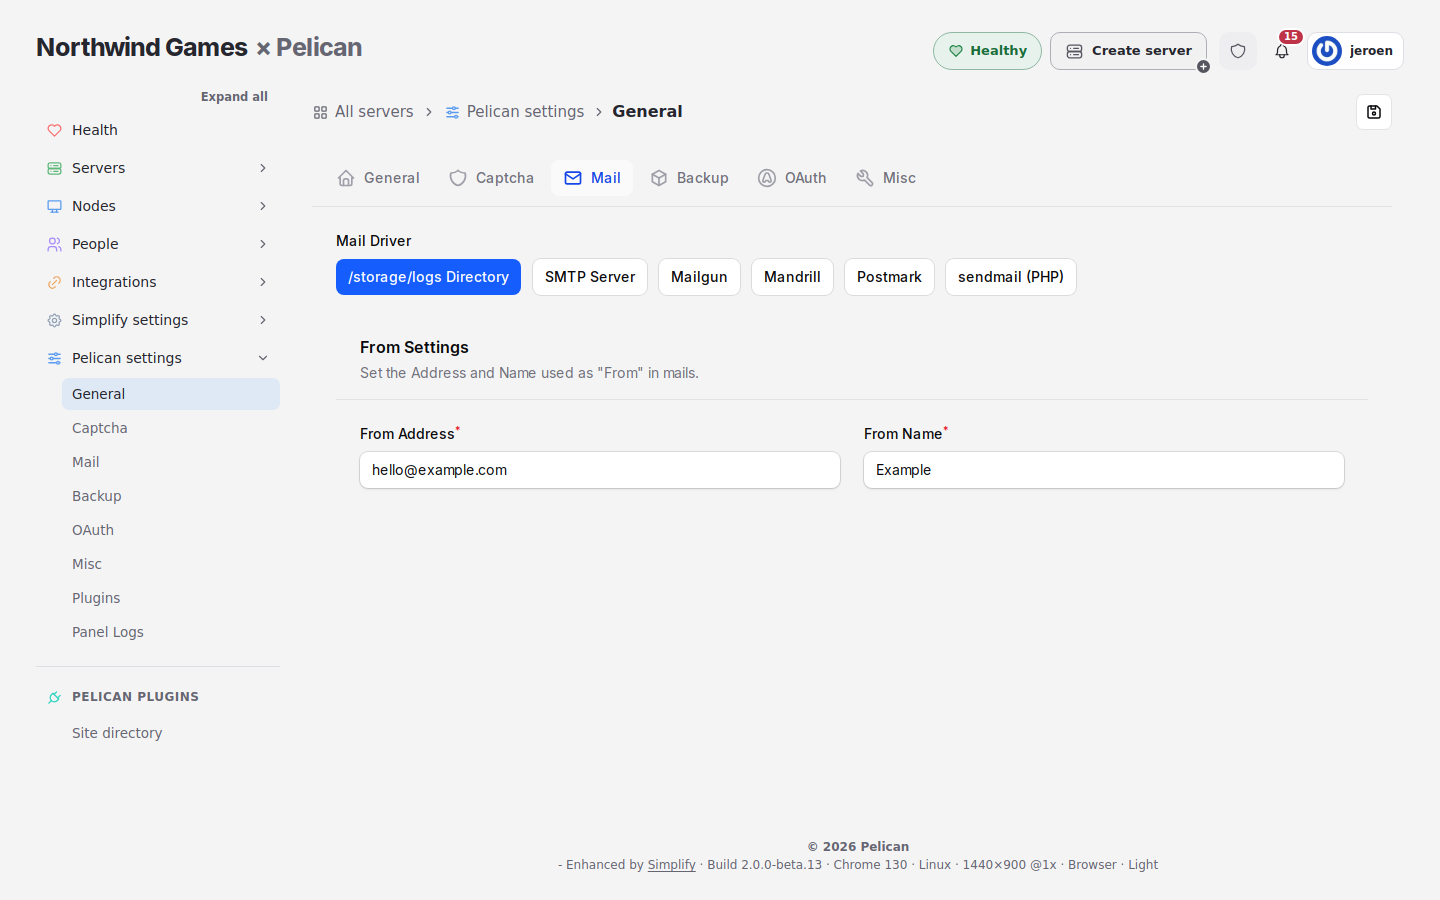 Northwind Games × Pelican
Healthy
Create server
15
jeroen
Expand all
Health
Servers
Nodes
People
Integrations
Simplify settings
Pelican settings
General
Captcha
Mail
Backup
OAuth
Misc
Plugins
Panel Logs
PELICAN PLUGINS
Site directory
All servers > Pelican settings > General
General Captcha Mail Backup OAuth Misc
Mail Driver
/storage/logs Directory SMTP Server Mailgun Mandrill Postmark sendmail (PHP)
From Settings
Set the Address and Name used as "From" in mails.
From Address* From Name*
hello@example.com Example
© 2026 Pelican
- Enhanced by Simplify · Build 2.0.0-beta.13 · Chrome 130 · Linux · 1440×900 @1x · Browser · Light